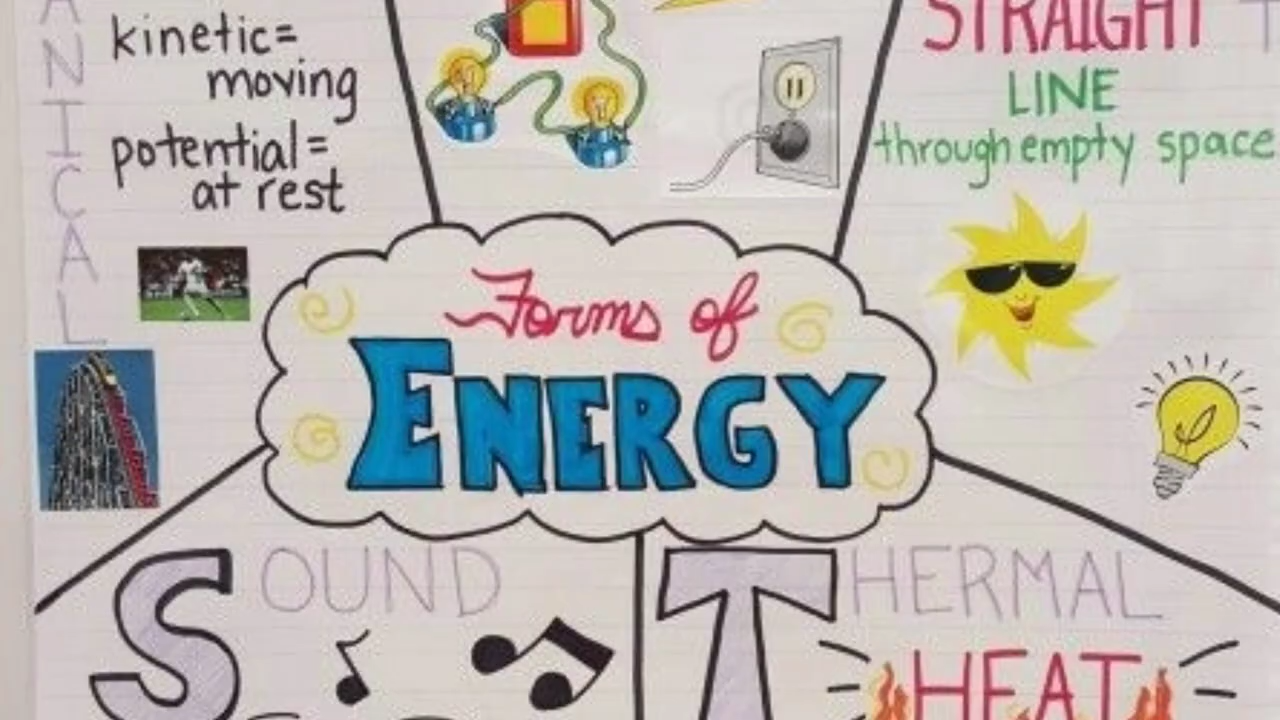 ANICAL
kinetic=
moving
potential=
at rest
STRAIGHT T
LINE
through empty space
Forms of
ENERGY
SOUND
THERMAL
HEAT